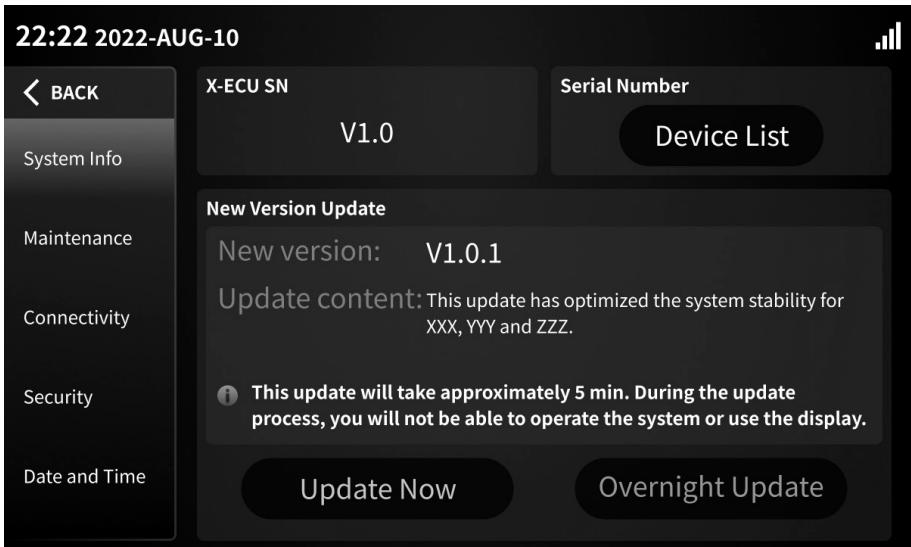 22:22 2022-AUG-10
BACK
System Info
Maintenance
Connectivity
Security
Date and Time
X-ECU SN
V1.0
Serial Number
Device List
New Version Update
New version: V1.0.1
Update content: This update has optimized the system stability for
XXX, YYY and ZZZ.
This update will take approximately 5 min. During the update
process, you will not be able to operate the system or use the display.
Update Now
Overnight Update